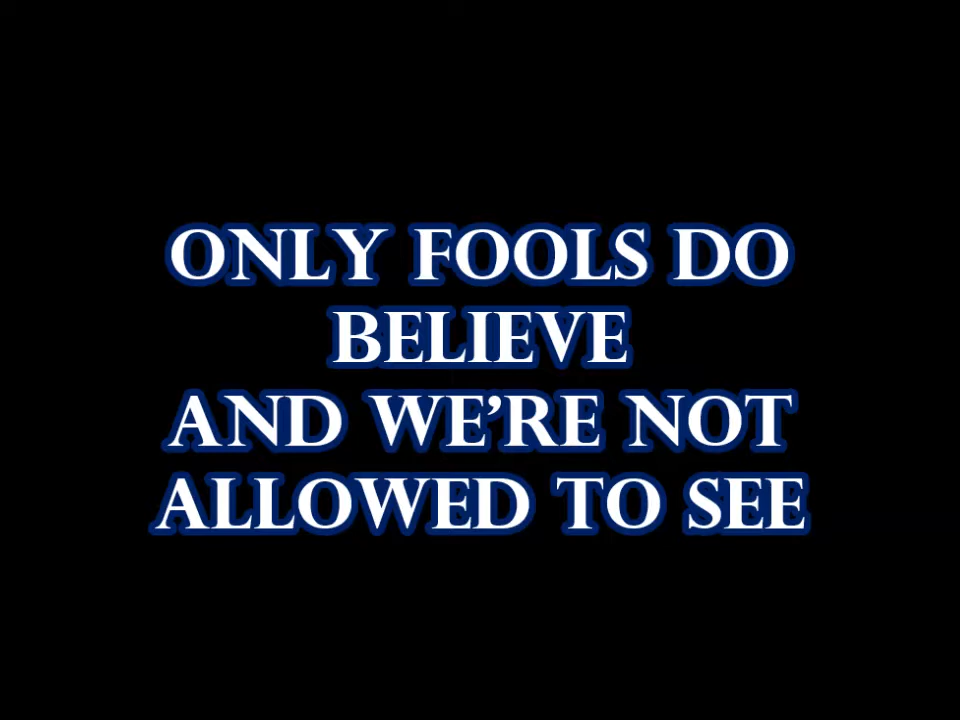 ONLY FOOLS DO
BELIEVE
AND WE'RE NOT
ALLOWED TO SEE